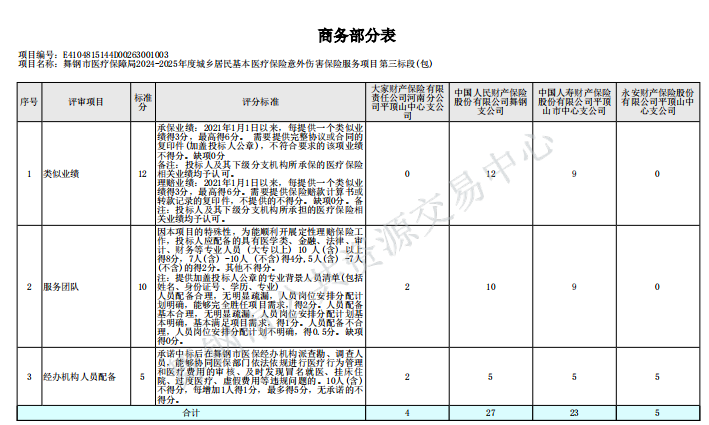 商务部分表
项目编号：E4104815144D00263001003
项目名称：舞钢市医疗保障局2024-2025年度城乡居民基本医疗保险意外伤害保险服务项目第三标段(包)
序号
评审项目
标准
分
评分标准
大家财产保险有限
责任公司河南分公
司平顶山中心支公
司
中国人民财产保险
股份有限公司舞钢
支公司
中国人寿财产保险
股份有限公司平顶
山市中心支公司
永安财产保险股份
有限公司平顶山中
心支公司
1
类似业绩
12
承保业绩：2021年1月1日以来，每提供一个类似业
绩得3分，最高得6分。 需要提供完整协议或合同的
复印件(加盖投标人公章)，不符合要求的该项业绩
不得分。缺项0分
备注：投标人及其下级分支机构所承保的医疗保险
相关业绩均予认可。
理赔业绩：2021年1月1日以来，每提供一个类似业
绩得3分，最高得6分。需要提供保险赔款计算书或
转款记录的复印件，不提供的不得分。缺项0分。备
注：投标人及其下级分支机构所承担的医疗保险相
关业绩均予认可。
0
12
9
0
2
服务团队
10
因本项目的特殊性，为能顺利开展定性理赔保险工
作，投标人应配备的具有医学类、金融、法律、审
计、财务等专业人员 (大专以上) 10 人(含) 以上
得8分，7人(含) -10人 (不含)得4分,5人(含) -7人
(不含)的得2分。其他不得分。
注：提供加盖投标人公章的专业背景人员清单(包括
姓名、身份证号、学历、专业)
人员配备合理，无明显疏漏，人员岗位安排分配计
划明确，能够完全胜任项目需求，得2分。人员配备
基本合理，无明显疏漏，人员岗位安排分配计划基
本明确，基本满足项目需求，得1分。人员配备不合
理，人员岗位安排分配计划不明确，得0.5分。缺项
得0分。
2
10
9
0
3
经办机构人员配备
5
承诺中标后在舞钢市医保经办机构派查勘、调查人
员，能够协同医保部门依法依规进行医疗行为管理
和医疗费用的审核、及时发现冒名就医、挂床住
院、过度医疗、虚假费用等违规问题的。10人(含)
不得分，每增加1人得1分，最多得5分，无承诺的不
得分。
2
5
5
5
合计
4
27
23
5